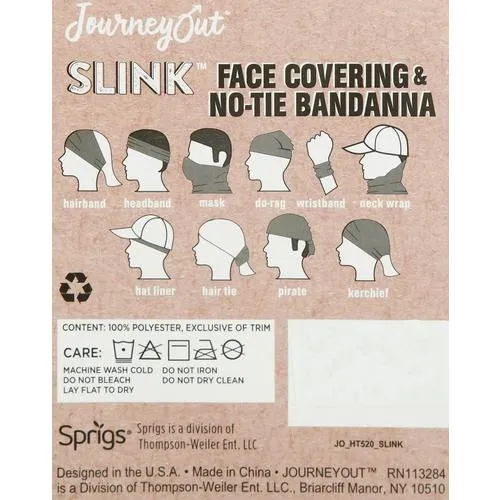 JourneyOut™
SLINK™ FACE COVERING &
NO-TIE BANDANNA
hairband headband mask do-rag wristband neck wrap
hat liner hair tie pirate kerchief
CONTENT: 100% POLYESTER, EXCLUSIVE OF TRIM
CARE:
MACHINE WASH COLD DO NOT IRON
DO NOT BLEACH DO NOT DRY CLEAN
LAY FLAT TO DRY
Sprigs® Sprigs is a division of
Thompson-Weiler Ent. LLC
JO_HT520_SLINK
Designed in the U.S.A. • Made in China • JOURNEYOUT™ RN113284
is a Division of Thompson-Weiler Ent. LLC., Briarcliff Manor, NY 10510